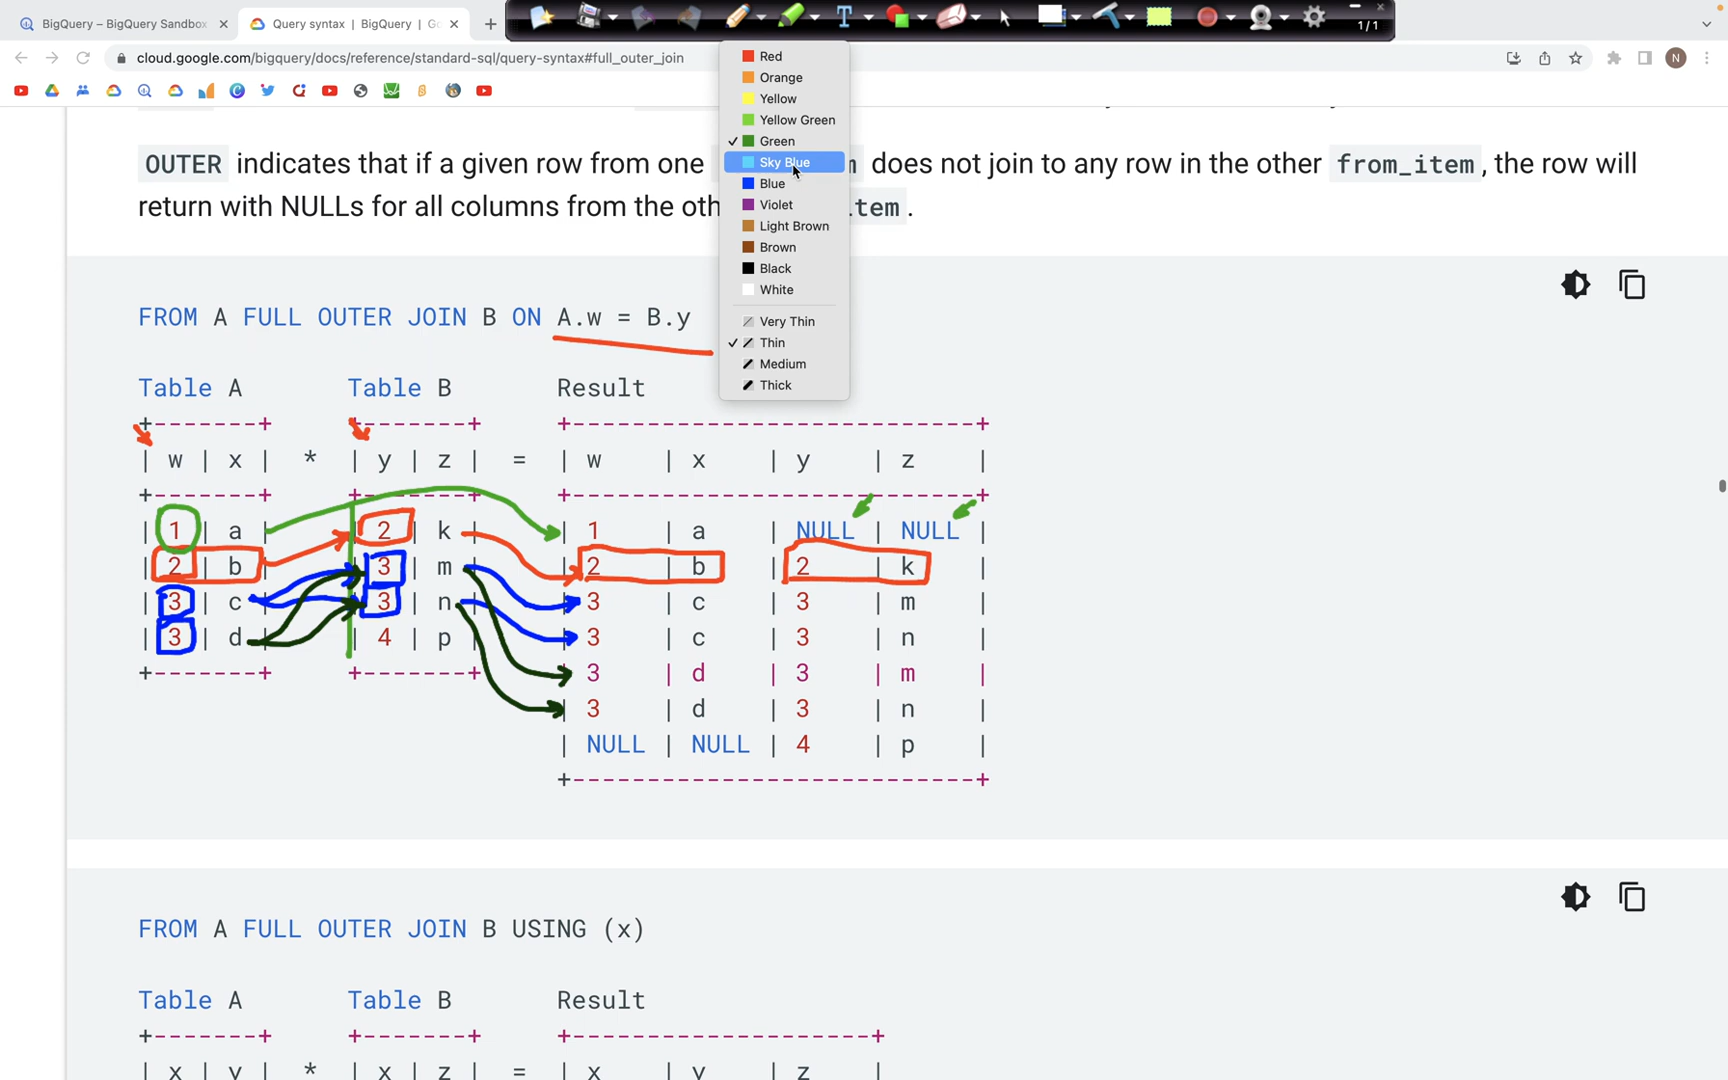 BigQuery – BigQuery Sandbox
Query syntax | BigQuery | Go
1/1
cloud.google.com/bigquery/docs/reference/standard-sql/query-syntax#full_outer_join
N
Red
Orange
Yellow
Yellow Green
Green
Sky Blue
Blue
Violet
Light Brown
Brown
Black
White
Very Thin
Thin
Medium
Thick
OUTER indicates that if a given row from one m does not join to any row in the other from_item, the row will
return with NULLs for all columns from the oth item.
FROM A FULL OUTER JOIN B ON A.w = B.y
Table A Table B Result
+-------+ +-------+ +---------------------------+
| w | x | * | y | z | = | w | x | y | z |
+-------+ +-------+ +---------------------------+
| 1 | a | | 2 | k | | 1 | a | NULL | NULL |
| 2 | b | | 3 | m | | 2 | b | 2 | k |
| 3 | c | | 3 | n | | 3 | c | 3 | m |
| 3 | d | | 4 | p | | 3 | c | 3 | n |
+-------+ +-------+ | 3 | d | 3 | m |
| 3 | d | 3 | n |
| NULL | NULL | 4 | p |
+---------------------------+
FROM A FULL OUTER JOIN B USING (x)
Table A Table B Result
+-------+ +-------+ +--------------------+
| x | y | * | x | z | = | x | y | z |